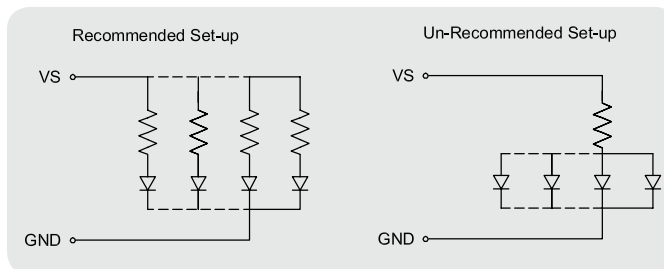 Recommended Set-up
VS
GND
Un-Recommended Set-up
VS
GND